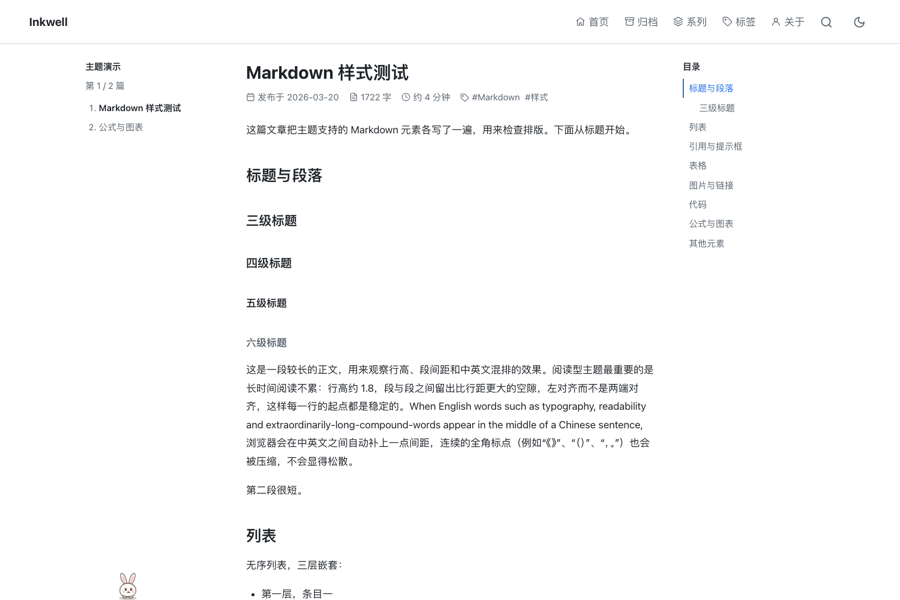 Inkwell
首页
归档
系列
标签
关于
主题演示
第 1 / 2 篇
1. Markdown 样式测试
2. 公式与图表
Markdown 样式测试
发布于 2026-03-20 1722 字 约 4 分钟 #Markdown #样式
这篇文章把主题支持的 Markdown 元素各写了一遍，用来检查排版。下面从标题开始。
标题与段落
三级标题
四级标题
五级标题
六级标题
这是一段较长的正文，用来观察行高、段间距和中英文混排的效果。阅读型主题最重要的是
长时间阅读不累：行高约 1.8，段与段之间留出比行距更大的空隙，左对齐而不是两端对
齐，这样每一行的起点都是稳定的。When English words such as typography, readability
and extraordinarily-long-compound-words appear in the middle of a Chinese sentence,
浏览器会在中英文之间自动补上一点间距，连续的全角标点（例如“《》”、“（）”、“，。”）也会
被压缩，不会显得松散。
第二段很短。
列表
无序列表，三层嵌套：
• 第一层，条目一
目录
标题与段落
三级标题
列表
引用与提示框
表格
图片与链接
代码
公式与图表
其他元素